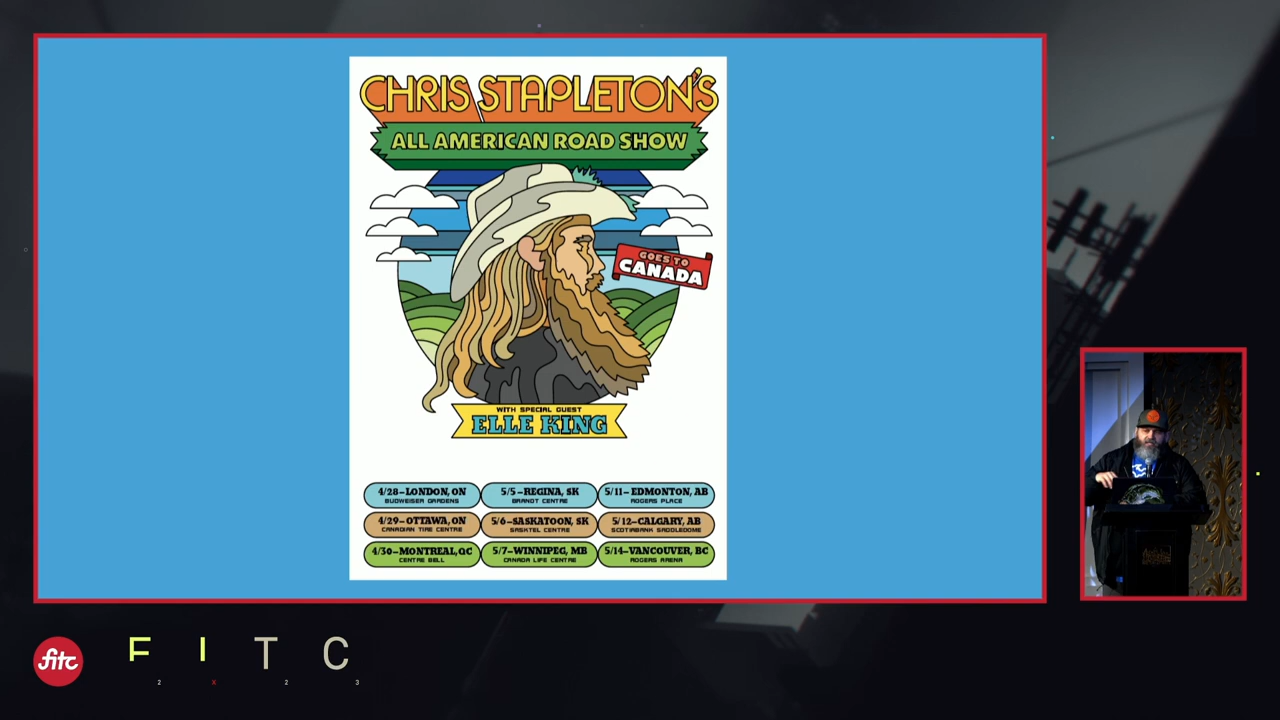 CHRIS STAPLETON'S
ALL AMERICAN ROAD SHOW
GOES TO
CANADA
WITH SPECIAL GUEST
ELLE KING
4/28-LONDON, ON
BUDWEISER GARDENS
5/5-REGINA, SK
BRANDT CENTRE
5/11-EDMONTON, AB
ROGERS PLACE
4/29-OTTAWA, ON
CANADIAN TIRE CENTRE
5/6-SASKATOON, SK
SASKTEL CENTRE
5/12-CALGARY, AB
SCOTIABANK SADDLEDOME
4/30-MONTREAL, QC
CENTRE BELL
5/7-WINNIPEG, MB
CANADA LIFE CENTRE
5/14-VANCOUVER, BC
ROGERS ARENA
fitc
F I T C
2 X 2 3